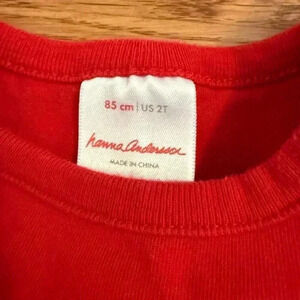 85 cm | US 2T
hanna andersson
MADE IN CHINA